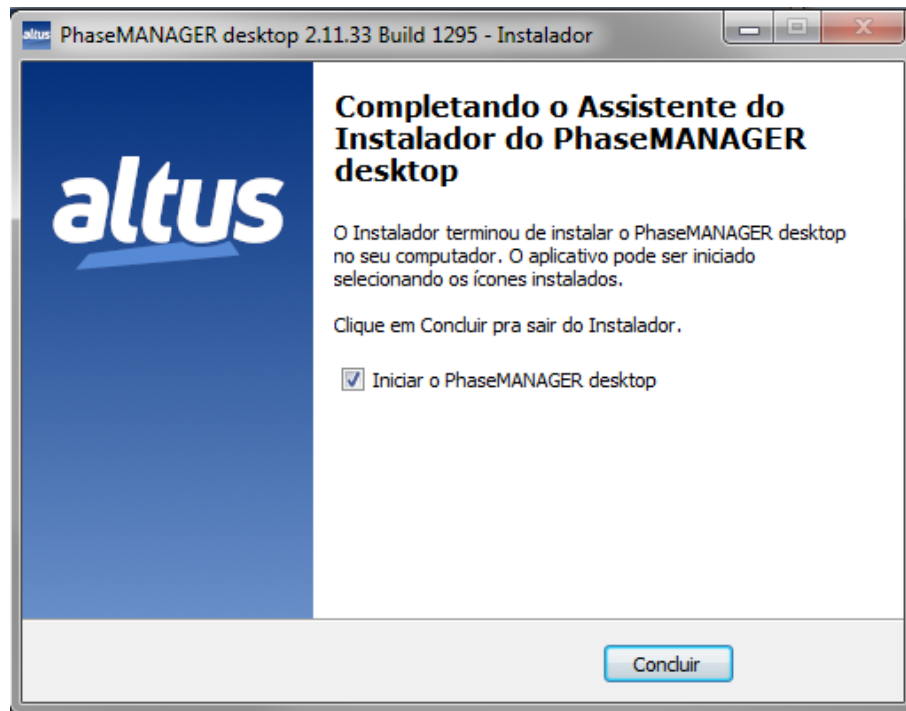 altus PhaseMANAGER desktop 2.11.33 Build 1295 - Instalador
altus
Completando o Assistente do
Instalador do PhaseMANAGER
desktop
O Instalador terminou de instalar o PhaseMANAGER desktop
no seu computador. O aplicativo pode ser iniciado
selecionando os ícones instalados.
Clique em Concluir pra sair do Instalador.
Iniciar o PhaseMANAGER desktop
Concluir